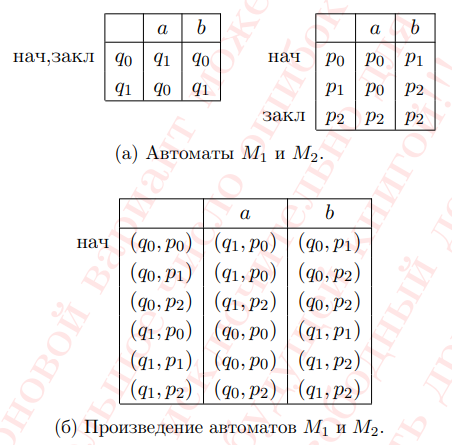 a b
нач,закл q₀ q₁ q₀
q₁ q₀ q₁
a b
нач p₀ p₀ p₁
p₁ p₀ p₂
закл p₂ p₂ p₂
(а) Автоматы M₁ и M₂.
a b
нач (q₀, p₀) (q₁, p₀) (q₀, p₁)
(q₀, p₁) (q₁, p₀) (q₀, p₂)
(q₀, p₂) (q₁, p₂) (q₀, p₂)
(q₁, p₀) (q₀, p₀) (q₁, p₁)
(q₁, p₁) (q₀, p₀) (q₁, p₂)
(q₁, p₂) (q₀, p₂) (q₁, p₂)
(б) Произведение автоматов M₁ и M₂.